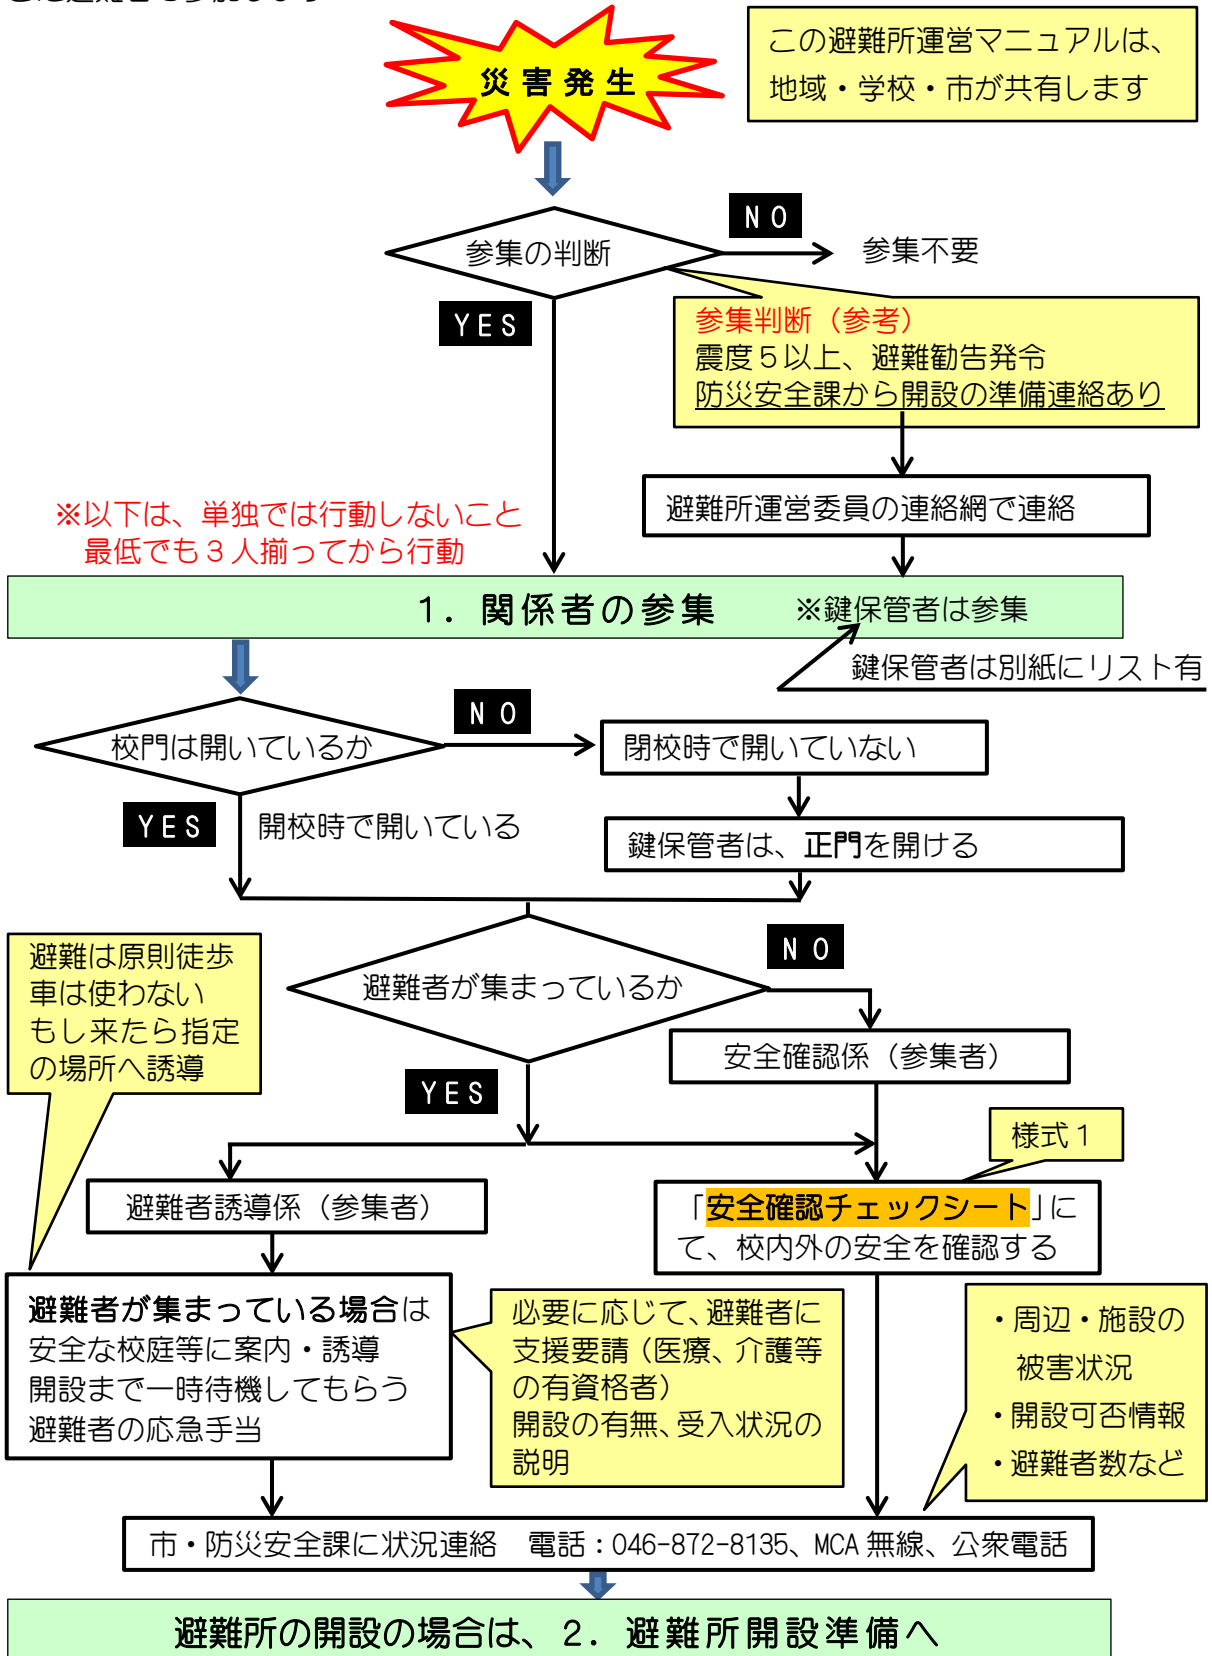 災害発生
この避難所運営マニュアルは、
地域・学校・市が共有します
NO
参集の判断
参集不要
YES
参集判断（参考）
震度５以上、避難勧告発令
防災安全課から開設の準備連絡あり
避難所運営委員の連絡網で連絡
※以下は、単独では行動しないこと
最低でも３人揃ってから行動
1. 関係者の参集　※鍵保管者は参集
鍵保管者は別紙にリスト有
NO
校門は開いているか
閉校時で開いていない
YES
開校時で開いている
鍵保管者は、正門を開ける
避難は原則徒歩
車は使わない
もし来たら指定
の場所へ誘導
NO
避難者が集まっているか
安全確認係（参集者）
YES
様式１
避難者誘導係（参集者）
「安全確認チェックシート」に
て、校内外の安全を確認する
避難者が集まっている場合は
安全な校庭等に案内・誘導
開設まで一時待機してもらう
避難者の応急手当
必要に応じて、避難者に
支援要請（医療、介護等
の有資格者）
開設の有無、受入状況の
説明
・周辺・施設の
被害状況
・開設可否情報
・避難者数など
市・防災安全課に状況連絡　電話：046-872-8135、MCA 無線、公衆電話
避難所の開設の場合は、２．避難所開設準備へ